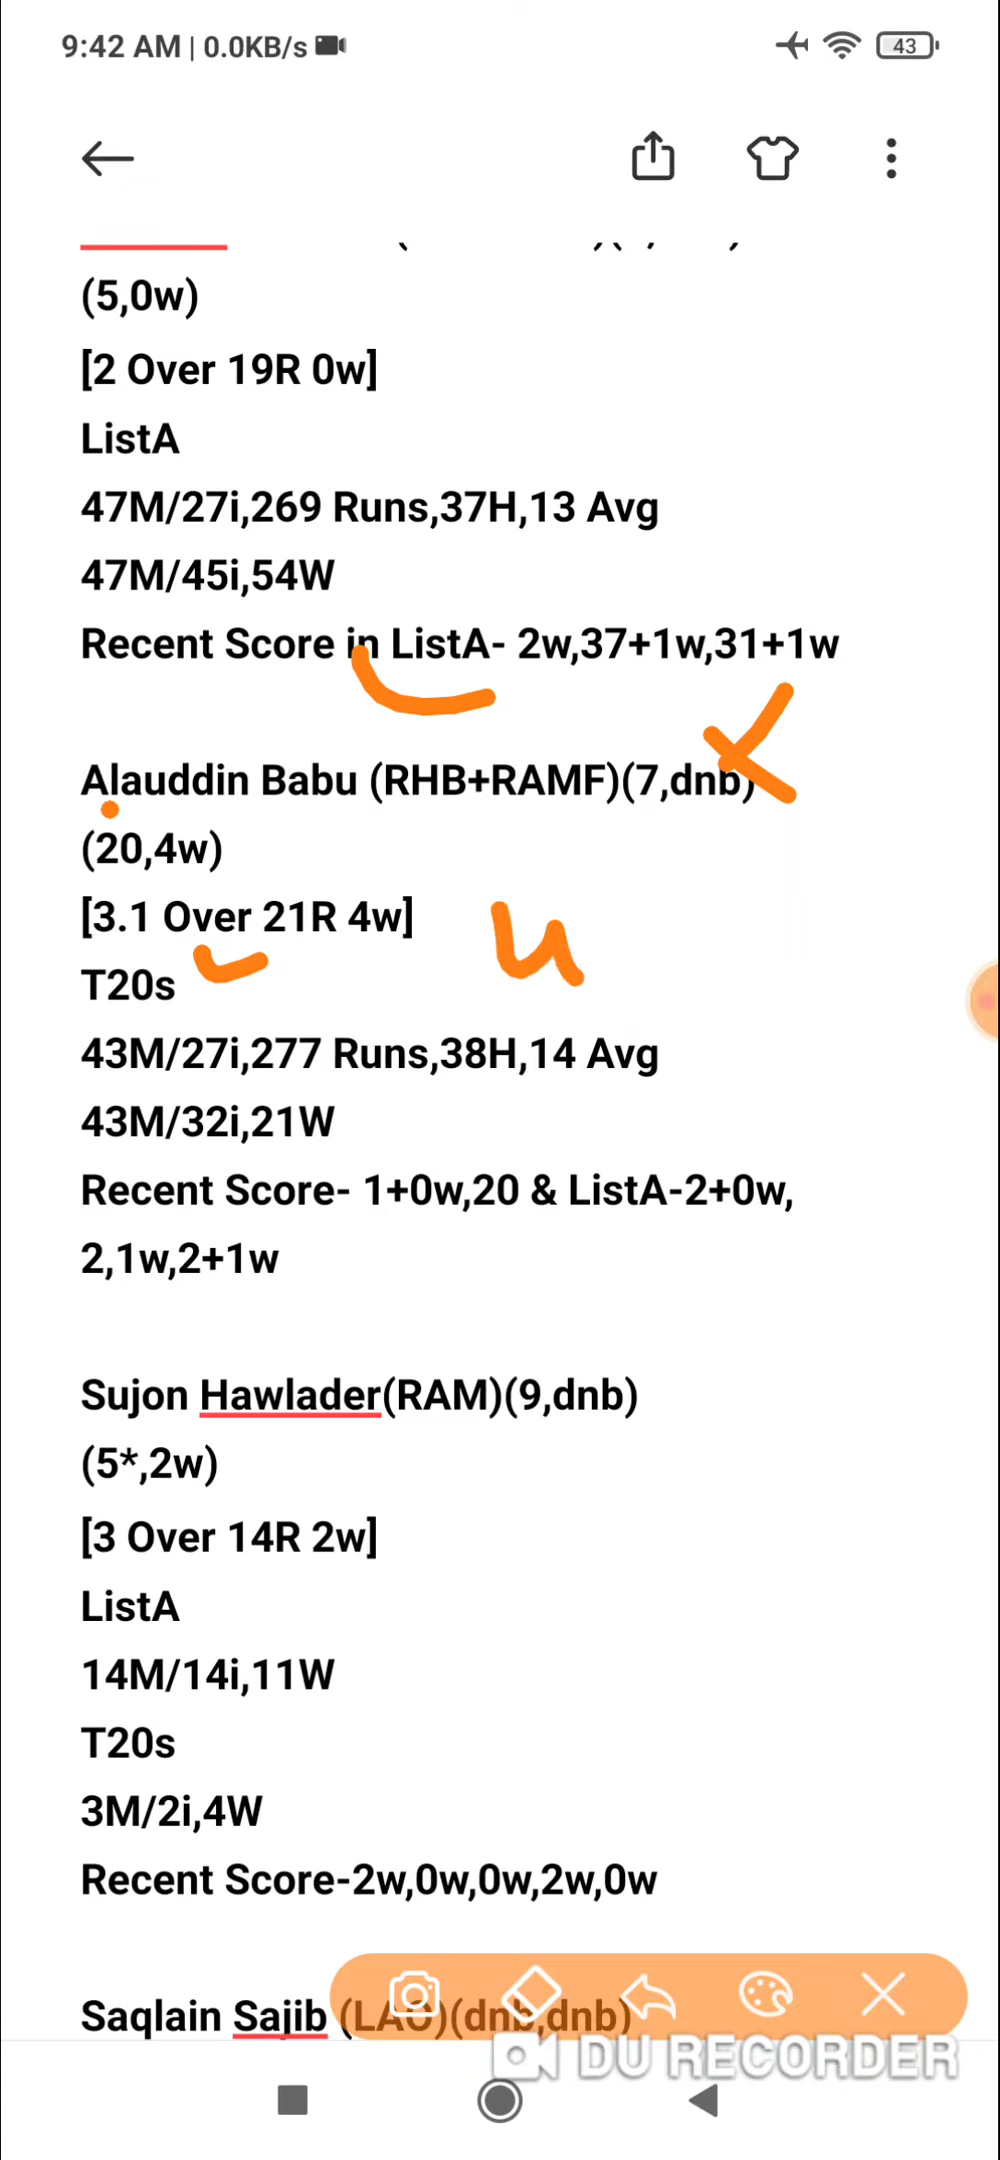 9:42 AM | 0.0KB/s
43
(5,0w)
[2 Over 19R 0w]
ListA
47M/27i,269 Runs,37H,13 Avg
47M/45i,54W
Recent Score in ListA- 2w,37+1w,31+1w
Alauddin Babu (RHB+RAMF)(7,dnb)
(20,4w)
[3.1 Over 21R 4w]
T20s
43M/27i,277 Runs,38H,14 Avg
43M/32i,21W
Recent Score- 1+0w,20 & ListA-2+0w,
2,1w,2+1w
Sujon Hawlader(RAM)(9,dnb)
(5*,2w)
[3 Over 14R 2w]
ListA
14M/14i,11W
T20s
3M/2i,4W
Recent Score-2w,0w,0w,2w,0w
Saqlain Sajib (LAO)(dnb,dnb)
DU RECORDER